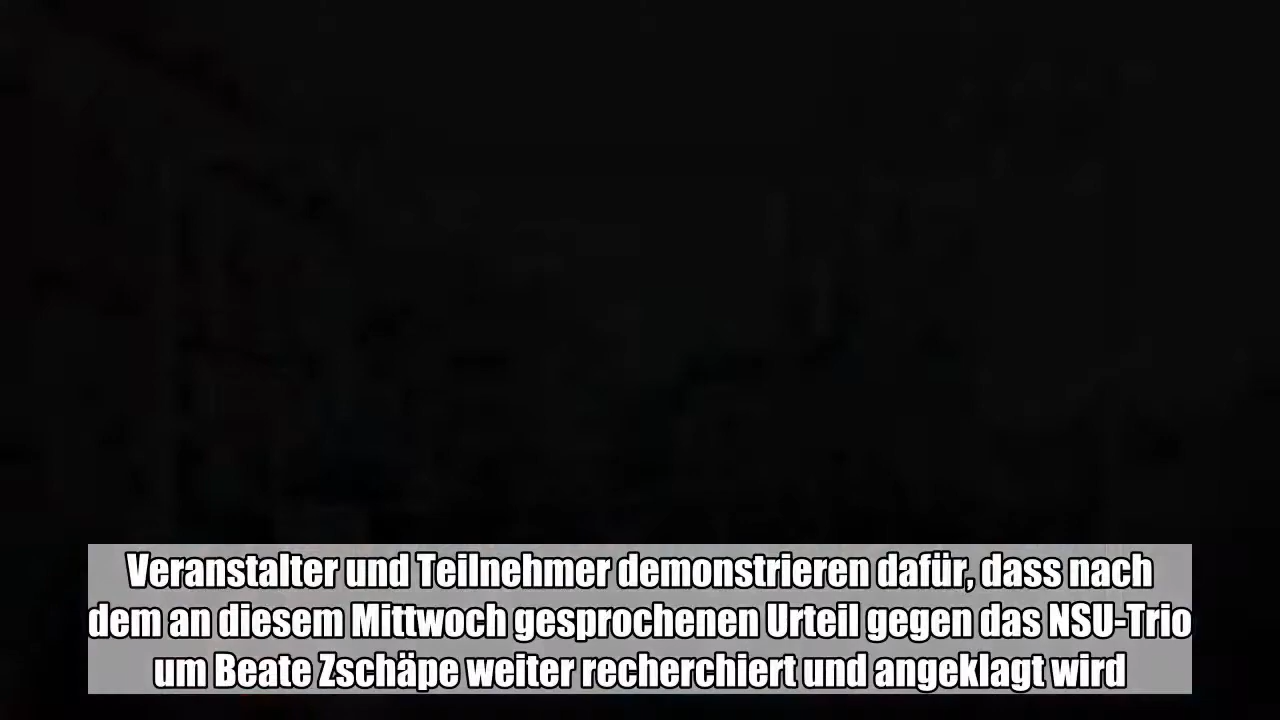 Veranstalter und Teilnehmer demonstrieren dafür, dass nach
dem an diesem Mittwoch gesprochenen Urteil gegen das NSU-Trio
um Beate Zschäpe weiter recherchiert und angeklagt wird